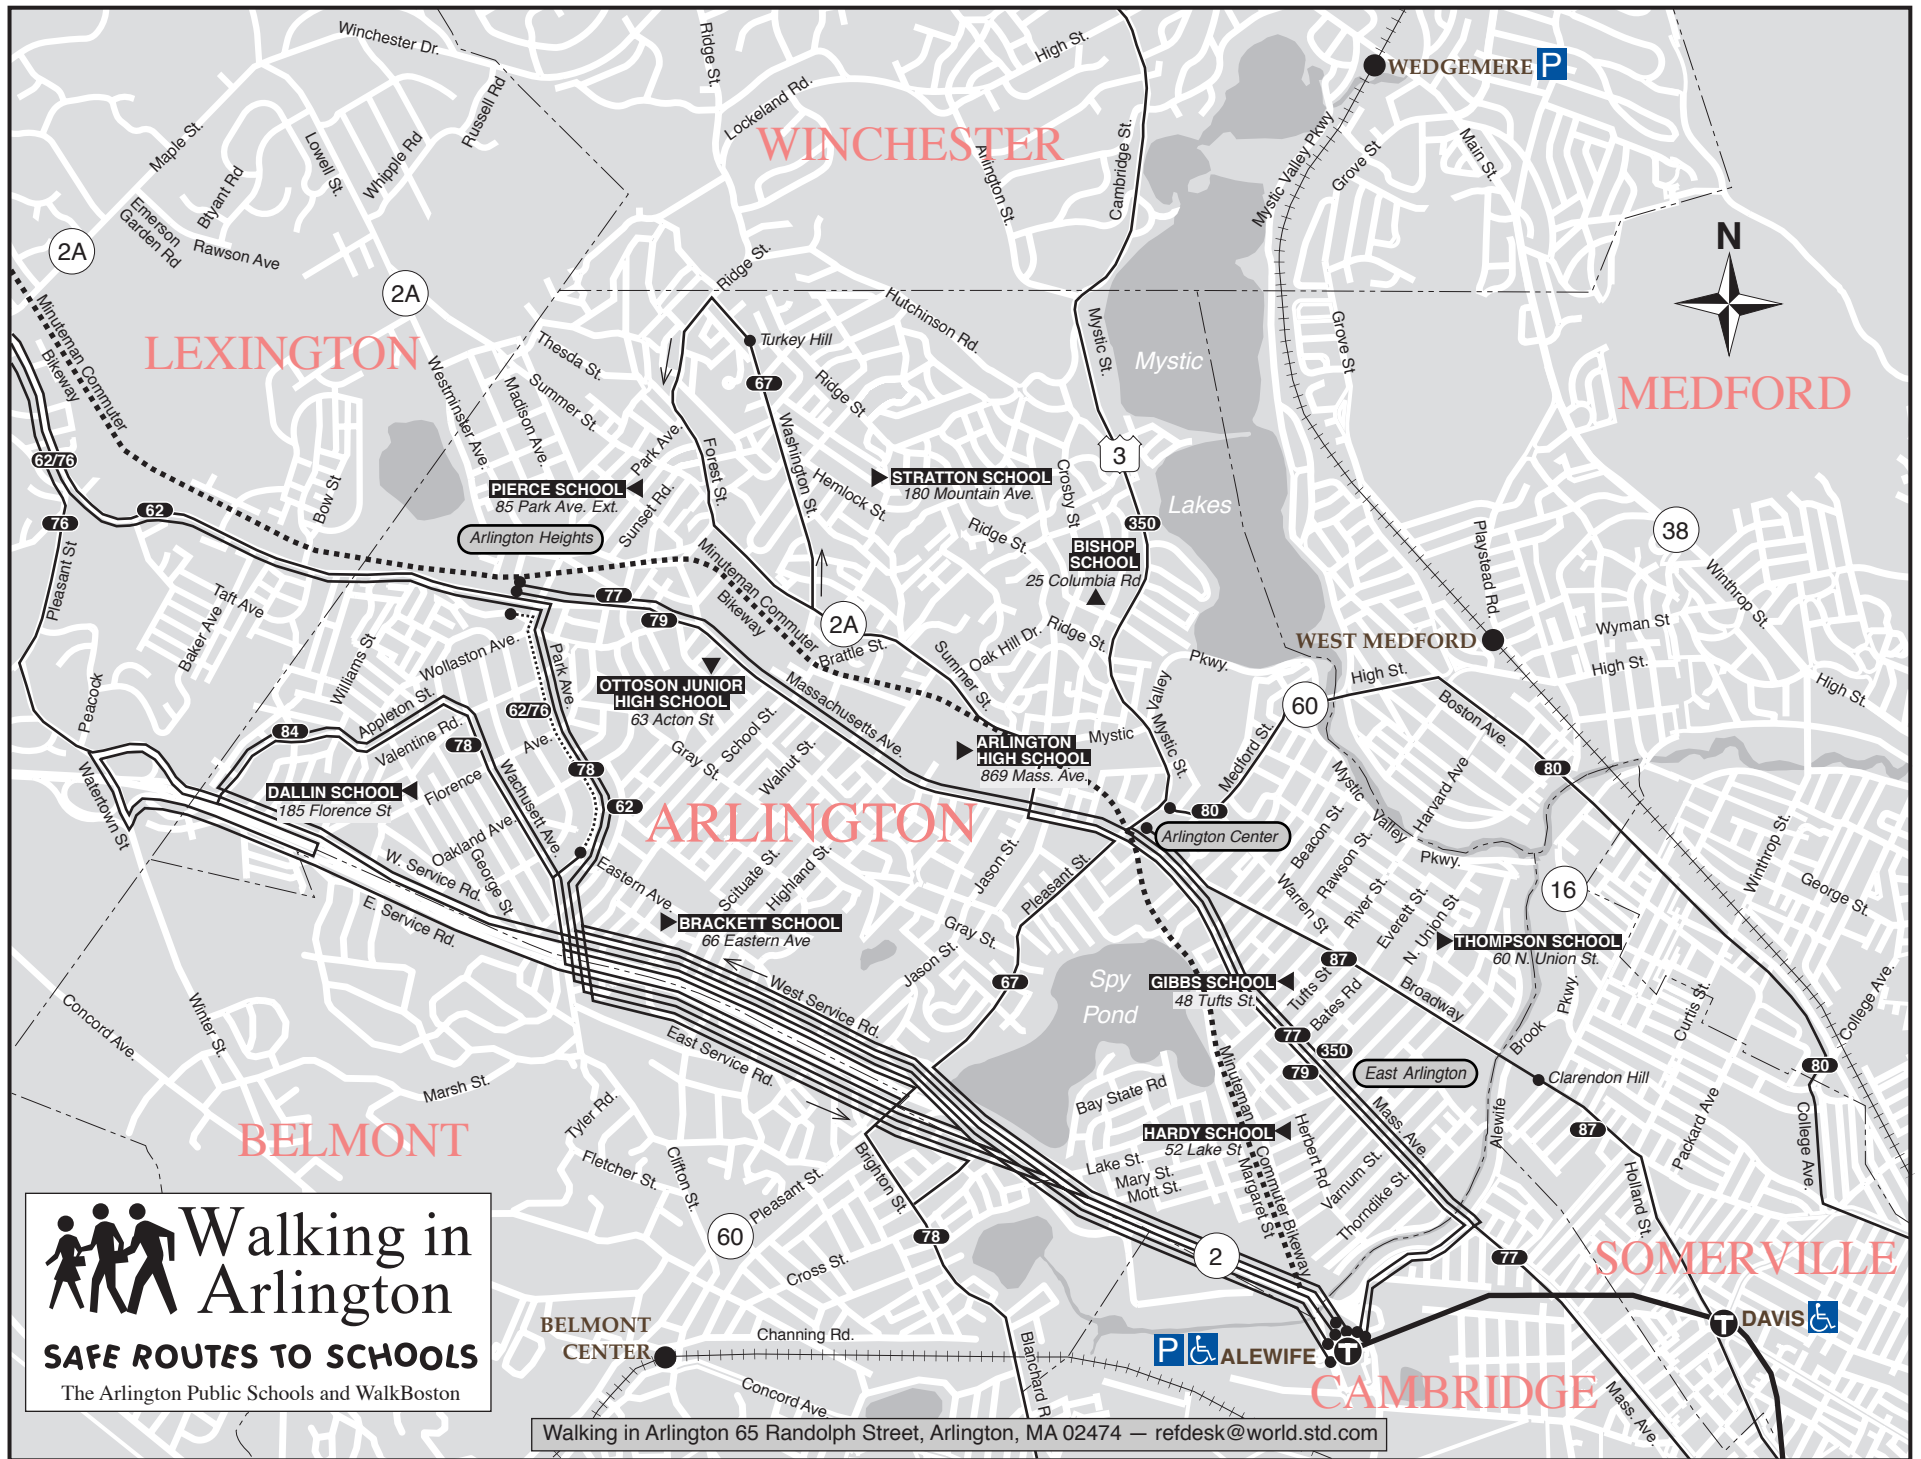 Winchester Dr.
Ridge St.
High St.
WEDGEMERE P
Russell Rd
Lockeland Rd.
WINCHESTER
Maple St.
Lowell St.
Whipple Rd
Arlington St.
Cambridge St.
Mystic Valley Pkwy
Grove St
Main St.
Btyant Rd
Emerson
Garden Rd
Rawson Ave
2A
2A
N
Ridge St.
Hutchinson Rd.
Mystic St.
Grove St
Minuteman Commuter
Bikeway
LEXINGTON
Turkey Hill
Thesda St.
Summer St.
Westminster Ave.
Madison Ave.
67
Ridge St
Mystic
Lakes
MEDFORD
Park Ave.
Forest St.
Washington St.
Hemlock St.
3
62/76
62
76
Bow St
PIERCE SCHOOL
85 Park Ave. Ext.
STRATTON SCHOOL
180 Mountain Ave.
Crosby St
Sunset Rd.
Arlington Heights
Ridge St.
350
BISHOP
SCHOOL
25 Columbia Rd
38
Playstead Rd.
Winthrop St.
Pleasant St
Taft Ave
Baker Ave
77
79
Minuteman Commuter
Bikeway
2A
Brattle St.
Summer St.
Oak Hill Dr.
Ridge St.
Wyman St
WEST MEDFORD
High St.
High St.
High St.
Pkwy.
Valley
Mystic
Mystic St.
60
Boston Ave.
Peacock
Williams St
Wollaston Ave.
Park Ave.
OTTOSON JUNIOR
HIGH SCHOOL
63 Acton St
Massachusetts Ave.
62/76
Appleton St.
84
Valentine Rd.
78
Ave.
Gray St.
School St.
Walnut St.
ARLINGTON
HIGH SCHOOL
869 Mass. Ave.
Medford St.
80
Watertown St
DALLIN SCHOOL
185 Florence St
Florence
Wachusett Ave.
78
62
ARLINGTON
80
Arlington Center
Mystic
Valley
Pkwy.
Harvard Ave
Beacon St.
Rawson St.
River St.
Warren St
Everett St.
N. Union St
16
Winthrop St.
George St.
Oakland Ave.
W. Service Rd.
George St
E. Service Rd.
Eastern Ave.
Scituate St.
Highland St.
Jason St.
Pleasant St.
BRACKETT SCHOOL
66 Eastern Ave
Gray St.
Jason St.
THOMPSON SCHOOL
60 N. Union St.
87
Spy
Pond
GIBBS SCHOOL
48 Tufts St.
Tufts St
Bates Rd
Broadway
67
Concord Ave.
Winter St.
West Service Rd.
East Service Rd.
77
350
79
East Arlington
Clarendon Hill
Brook
Pkwy.
Alewife
Curtis St.
College Ave.
80
Marsh St.
Bay State Rd
Minuteman
Commuter Bikeway
Mass. Ave.
87
Packard Ave
College Ave.
BELMONT
Tyler Rd.
Fletcher St.
Clifton St.
Pleasant St.
Brighton St.
HARDY SCHOOL
52 Lake St
Herbert Rd
Lake St.
Mary St.
Mott St.
Margaret St
Varnum St.
Thorndike St.
Holland St.
60
78
2
77
Cross St.
SOMERVILLE
Walking in
Arlington
SAFE ROUTES TO SCHOOLS
The Arlington Public Schools and WalkBoston
BELMONT
CENTER
Channing Rd.
Concord Ave.
Blanchard R
P ALEWIFE T
T DAVIS
CAMBRIDGE
Mass. Ave.
Walking in Arlington 65 Randolph Street, Arlington, MA 02474 — refdesk@world.std.com